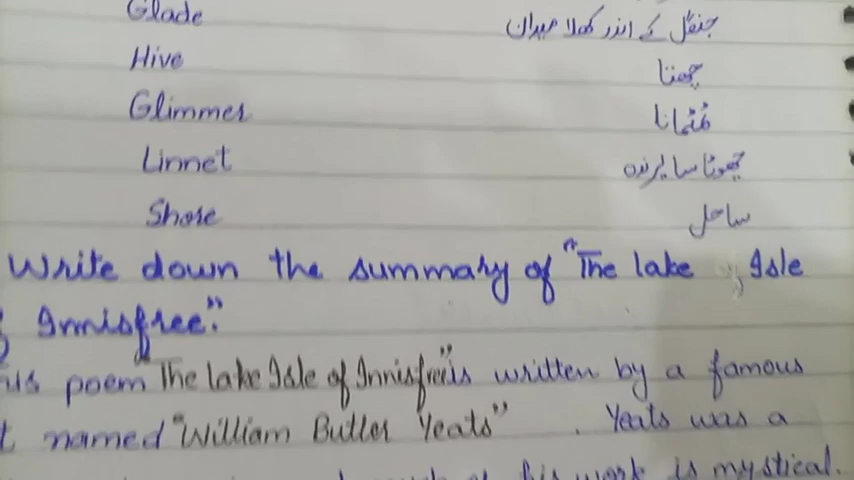 Glade جنگل کے اندر کھلا میدان
Hive چھتا
Glimmer ٹمٹمانا
Linnet چھوٹا سا پرندہ
Shore ساحل
Write down the summary of "The lake Isle
Innisfree."
poem "The lake Isle of Innisfree" is written by a famous
named "William Butler Yeats" . Yeats was a
his work is mystical.